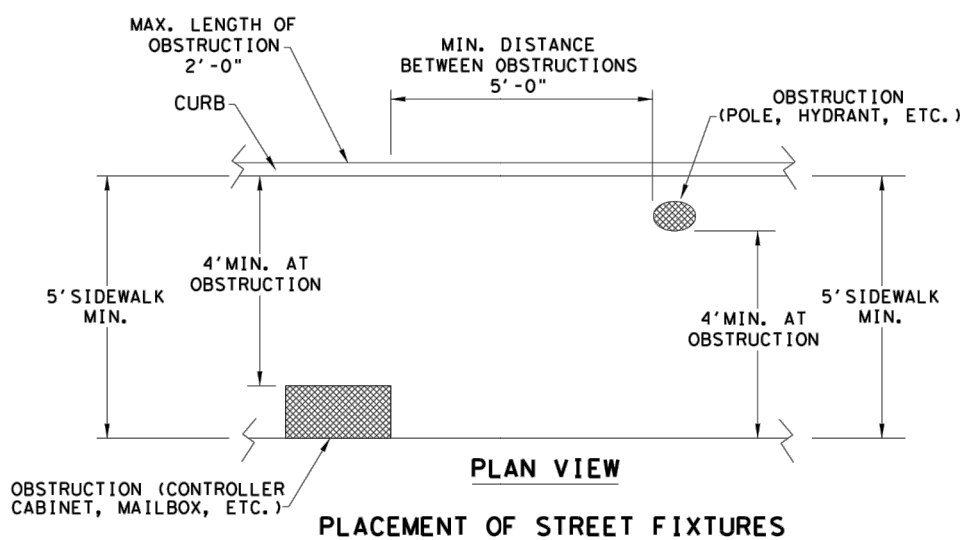 MAX. LENGTH OF
OBSTRUCTION
2'-0"
CURB
MIN. DISTANCE
BETWEEN OBSTRUCTIONS
5'-0"
OBSTRUCTION
(POLE, HYDRANT, ETC.)
5' SIDEWALK
MIN.
4' MIN. AT
OBSTRUCTION
4' MIN. AT
OBSTRUCTION
5' SIDEWALK
MIN.
OBSTRUCTION (CONTROLLER
CABINET, MAILBOX, ETC.)
PLAN VIEW
PLACEMENT OF STREET FIXTURES